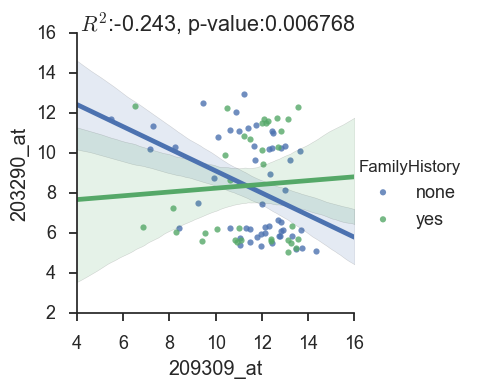 R²:-0.243, p-value:0.006768
16
14
12
10
8
6
4
2
203290_at
4 6 8 10 12 14 16
209309_at
FamilyHistory
none
yes